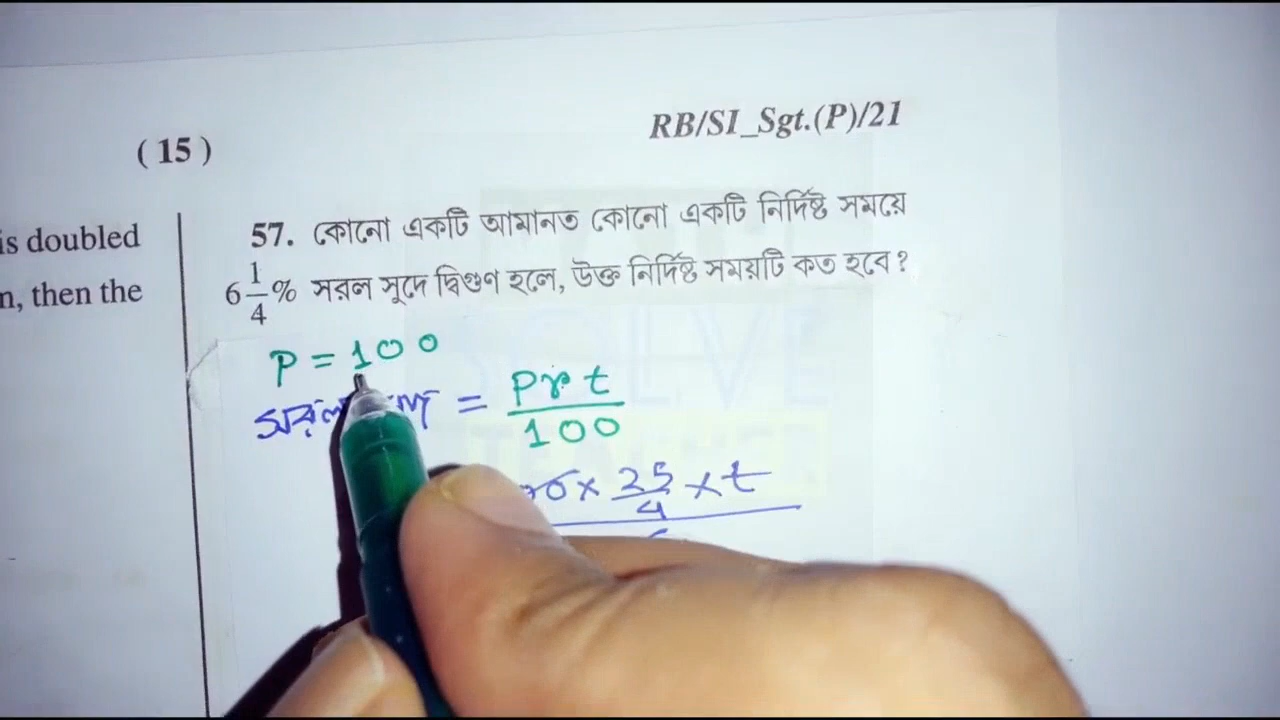 RB/SI_Sgt.(P)/21
( 15 )
is doubled
n, then the
57. কোনো একটি আমানত কোনো একটি নির্দিষ্ট সময়ে
6 1/4 % সরল সুদে দ্বিগুণ হলে, উক্ত নির্দিষ্ট সময়টি কত হবে ?
P = 100
= Prt
100
× 25/4 × t
SOLVE